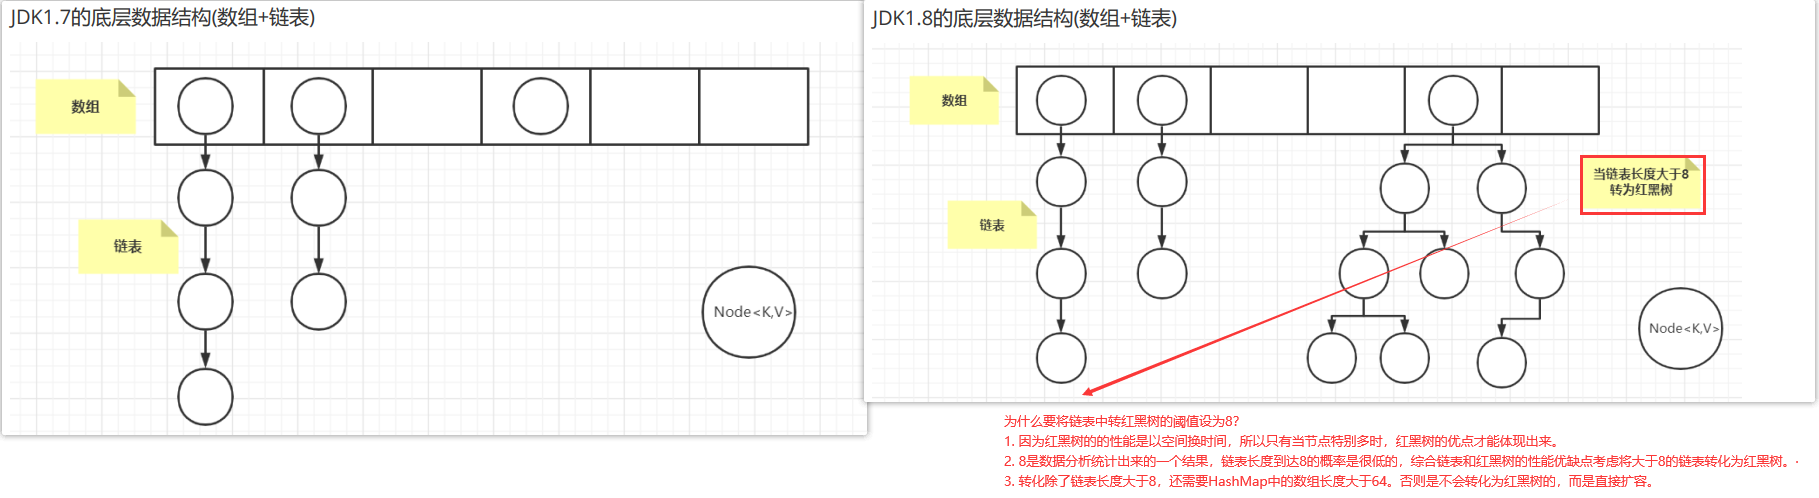 JDK1.7的底层数据结构(数组+链表)
数组
链表
Node<K,V>
JDK1.8的底层数据结构(数组+链表)
数组
链表
当链表长度大于8
转为红黑树
Node<K,V>
为什么要将链表中转红黑树的阈值设为8?
1. 因为红黑树的的性能是以空间换时间，所以只有当节点特别多时，红黑树的优点才能体现出来。
2. 8是数据分析统计出来的一个结果，链表长度到达8的概率是很低的，综合链表和红黑树的性能优缺点考虑将大于8的链表转化为红黑树。·
3. 转化除了链表长度大于8，还需要HashMap中的数组长度大于64。否则是不会转化为红黑树的，而是直接扩容。